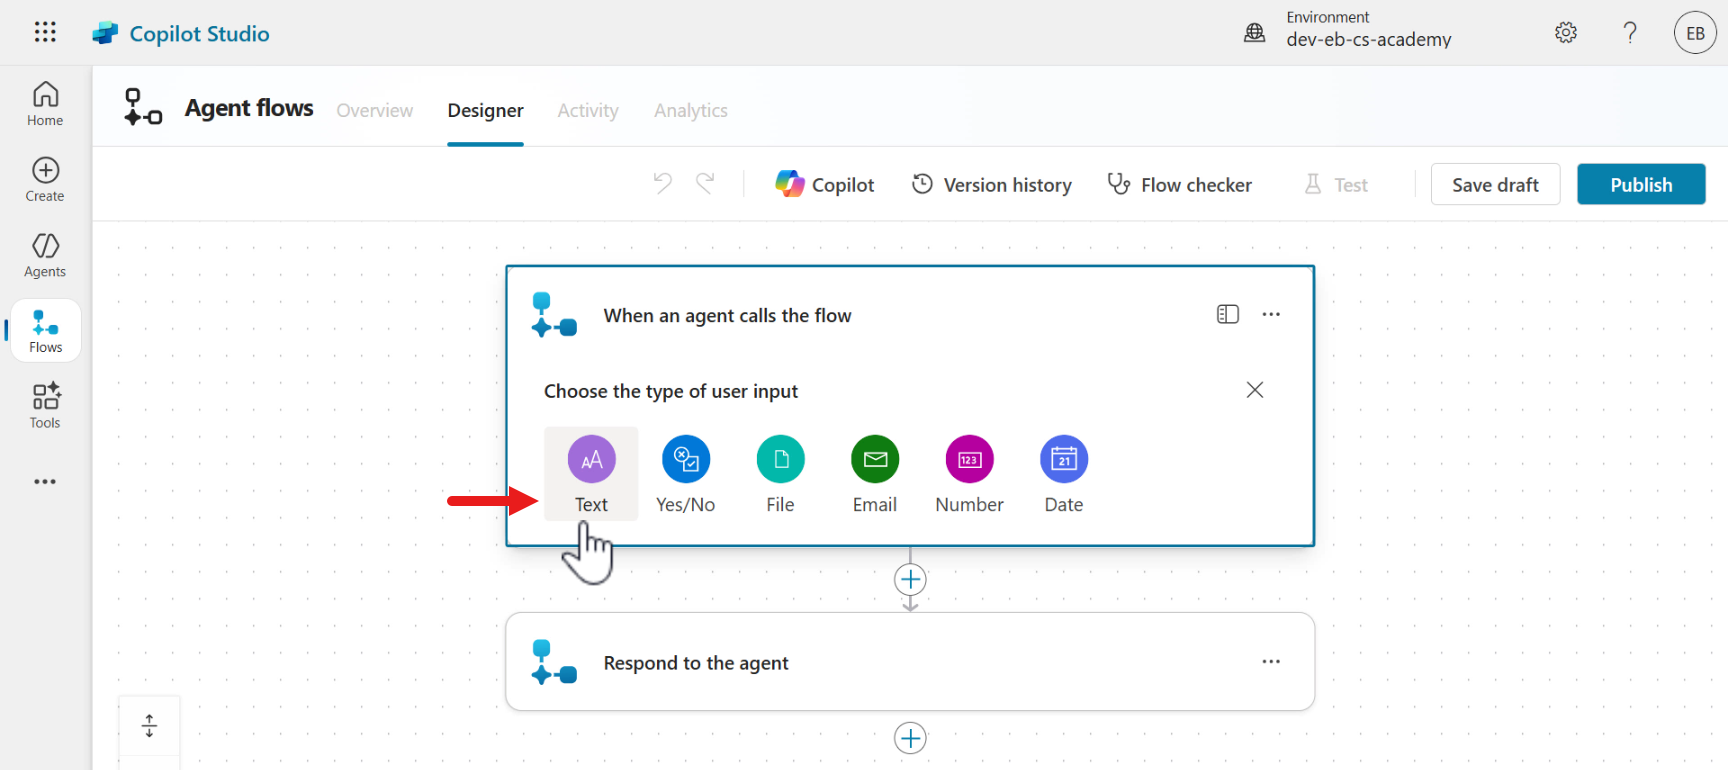 Copilot Studio
Environment
dev-eb-cs-academy
?
EB
Home
Create
Agents
Flows
Tools
Agent flows
Overview
Designer
Activity
Analytics
Copilot
Version history
Flow checker
Test
Save draft
Publish
When an agent calls the flow
Choose the type of user input
AA
123
21
Text
Yes/No
File
Email
Number
Date
Respond to the agent